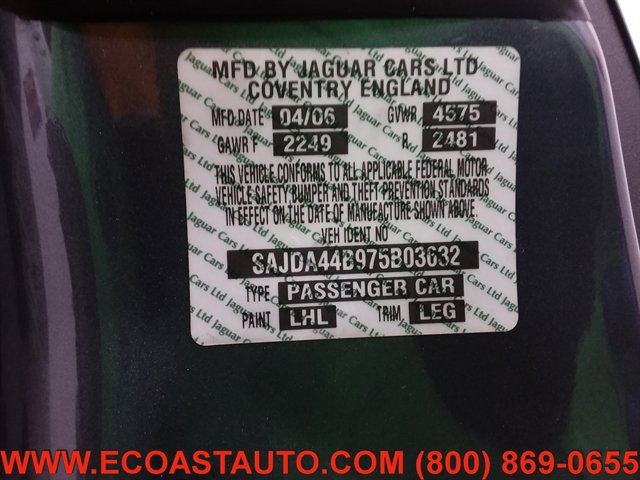 MFD BY JAGUAR CARS LTD
COVENTRY ENGLAND
MFD DATE 04/06 GVWR 4575
GAWR F 2249 R 2481
THIS VEHICLE CONFORMS TO ALL APPLICABLE FEDERAL MOTOR
VEHICLE SAFETY, BUMPER AND THEFT PREVENTION STANDARDS
IN EFFECT ON THE DATE OF MANUFACTURE SHOWN ABOVE.
VEH IDENT NO
SAJDA44B975B03632
TYPE PASSENGER CAR
PAINT LHL TRIM LEG
WWW.ECOASTAUTO.COM (800) 869-0655